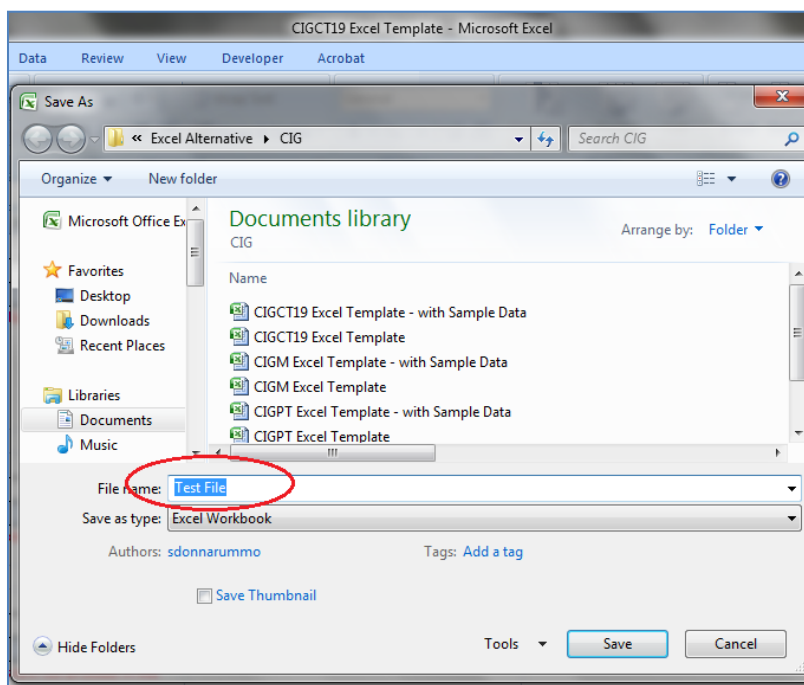 CIGCT19 Excel Template - Microsoft Excel
Data Review View Developer Acrobat
Save As
« Excel Alternative CIG Search CIG
Organize New folder
Microsoft Office Ex
Favorites
Desktop
Downloads
Recent Places
Libraries
Documents
Music
Documents library
CIG
Arrange by: Folder
Name
CIGCT19 Excel Template - with Sample Data
CIGCT19 Excel Template
CIGM Excel Template - with Sample Data
CIGM Excel Template
CIGPT Excel Template - with Sample Data
CIGPT Excel Template
File name: Test File
Save as type: Excel Workbook
Authors: sdonnarummo Tags: Add a tag
Save Thumbnail
Hide Folders Tools Save Cancel